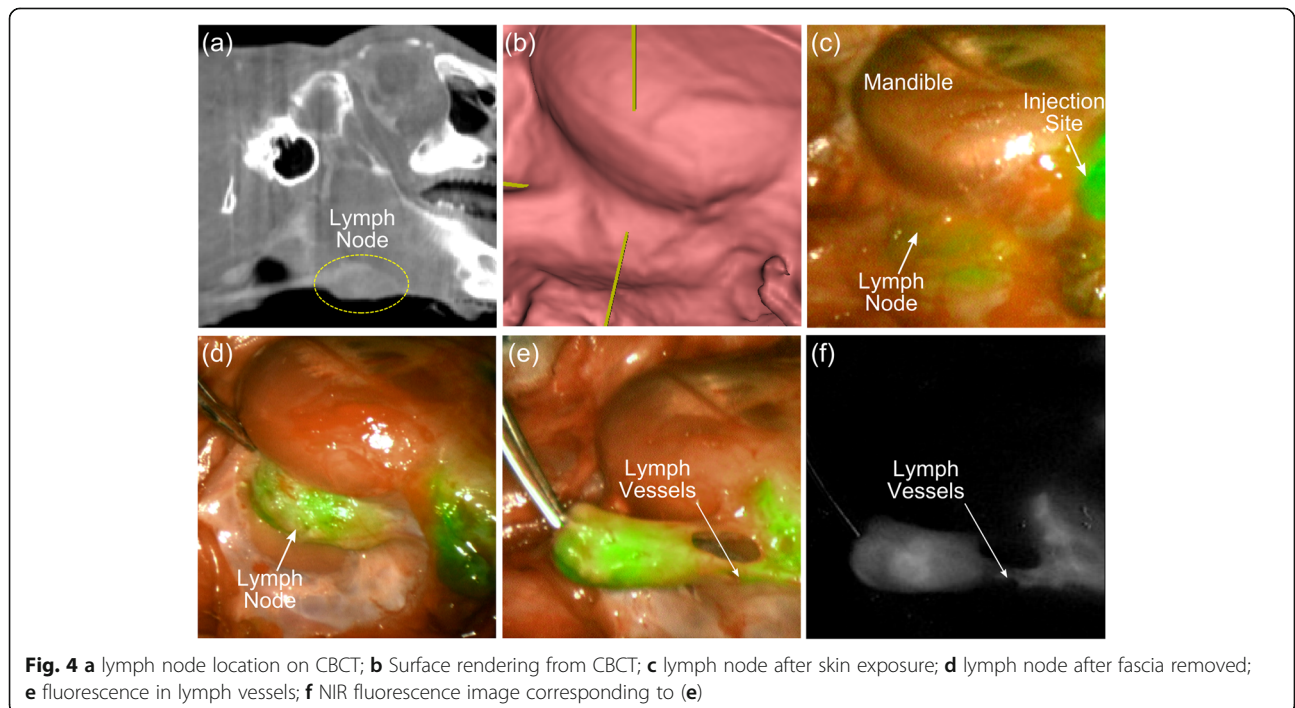 (a)
Lymph
Node
(b)
(c)
Mandible
Injection
Site
Lymph
Node
(d)
Lymph
Node
(e)
Lymph
Vessels
(f)
Lymph
Vessels
Fig. 4 a lymph node location on CBCT; b Surface rendering from CBCT; c lymph node after skin exposure; d lymph node after fascia removed;
e fluorescence in lymph vessels; f NIR fluorescence image corresponding to (e)